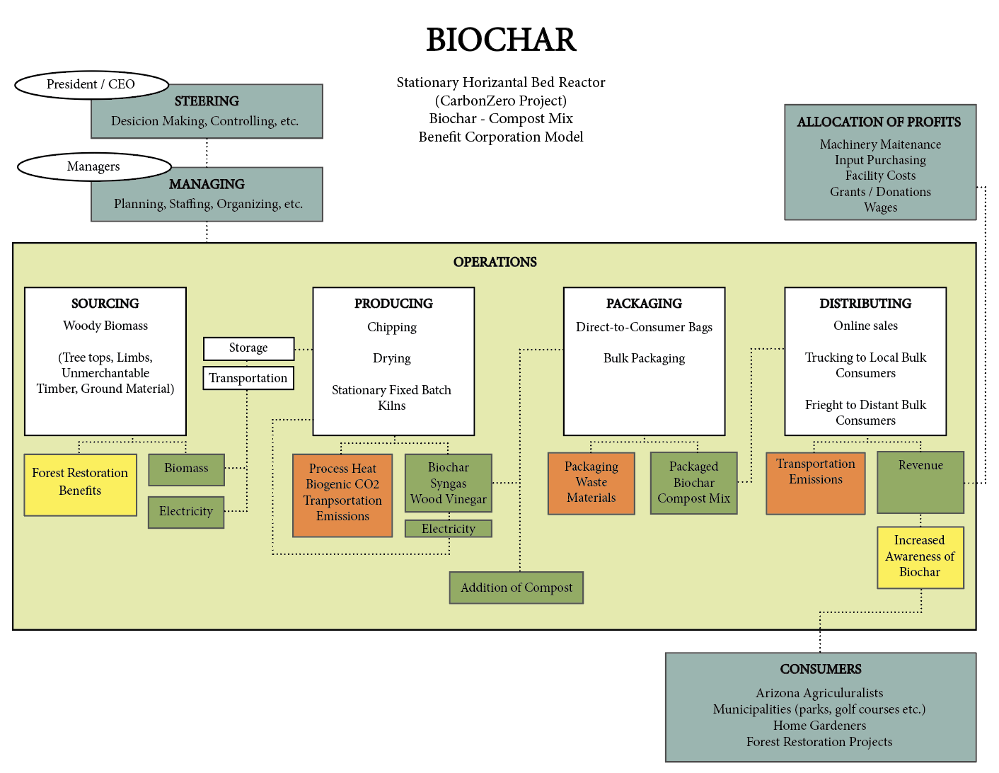 BIOCHAR
Stationary Horizantal Bed Reactor
(CarbonZero Project)
Biochar - Compost Mix
Benefit Corporation Model
President / CEO
STEERING
Desicion Making, Controlling, etc.
Managers
MANAGING
Planning, Staffing, Organizing, etc.
ALLOCATION OF PROFITS
Machinery Maitenance
Input Purchasing
Facility Costs
Grants / Donations
Wages
OPERATIONS
SOURCING
Woody Biomass
(Tree tops, Limbs,
Unmerchantable
Timber, Ground Material)
Storage
Transportation
PRODUCING
Chipping
Drying
Stationary Fixed Batch
Kilns
PACKAGING
Direct-to-Consumer Bags
Bulk Packaging
DISTRIBUTING
Online sales
Trucking to Local Bulk
Consumers
Frieght to Distant Bulk
Consumers
Forest Restoration
Benefits
Biomass
Electricity
Process Heat
Biogenic CO2
Tranpsortation
Emissions
Biochar
Syngas
Wood Vinegar
Electricity
Packaging
Waste
Materials
Packaged
Biochar
Compost Mix
Transportation
Emissions
Revenue
Increased
Awareness of
Biochar
Addition of Compost
CONSUMERS
Arizona Agriculuralists
Municipalities (parks, golf courses etc.)
Home Gardeners
Forest Restoration Projects